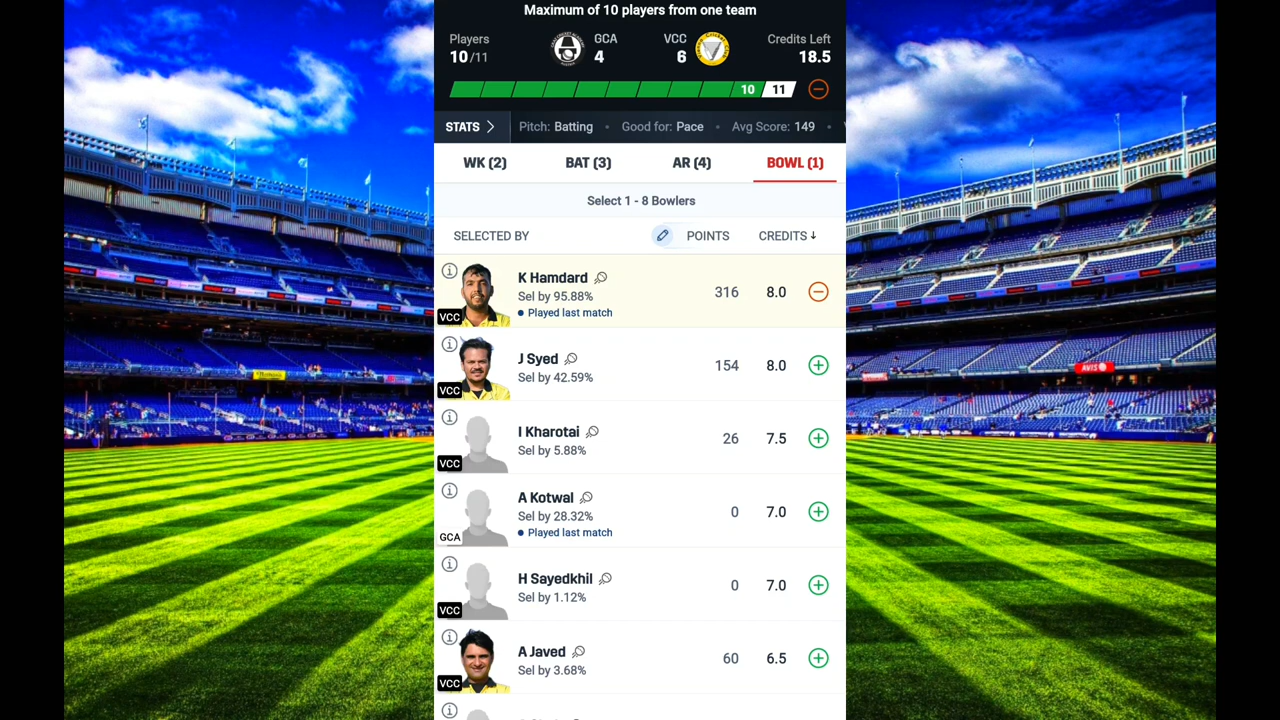 Maximum of 10 players from one team
Players GCA VCC Credits Left
10/11 4 6 18.5
10 11
STATS Pitch: Batting • Good for: Pace • Avg Score: 149 •
WK (2) BAT (3) AR (4) BOWL (1)
Select 1 - 8 Bowlers
SELECTED BY POINTS CREDITS ↓
K Hamdard
Sel by 95.88% 316 8.0
• Played last match
VCC
J Syed
Sel by 42.59% 154 8.0
VCC
I Kharotai
Sel by 5.88% 26 7.5
VCC
A Kotwal
Sel by 28.32% 0 7.0
• Played last match
GCA
H Sayedkhil
Sel by 1.12% 0 7.0
VCC
A Javed
Sel by 3.68% 60 6.5
VCC
AVIS